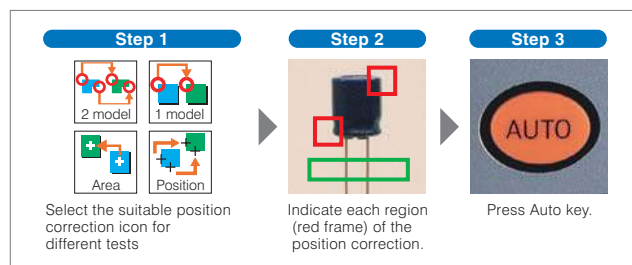 Step 1
Step 2
Step 3
2 model
1 model
Area
Position
AUTO
Select the suitable position
correction icon for
different tests
Indicate each region
(red frame) of the
position correction.
Press Auto key.